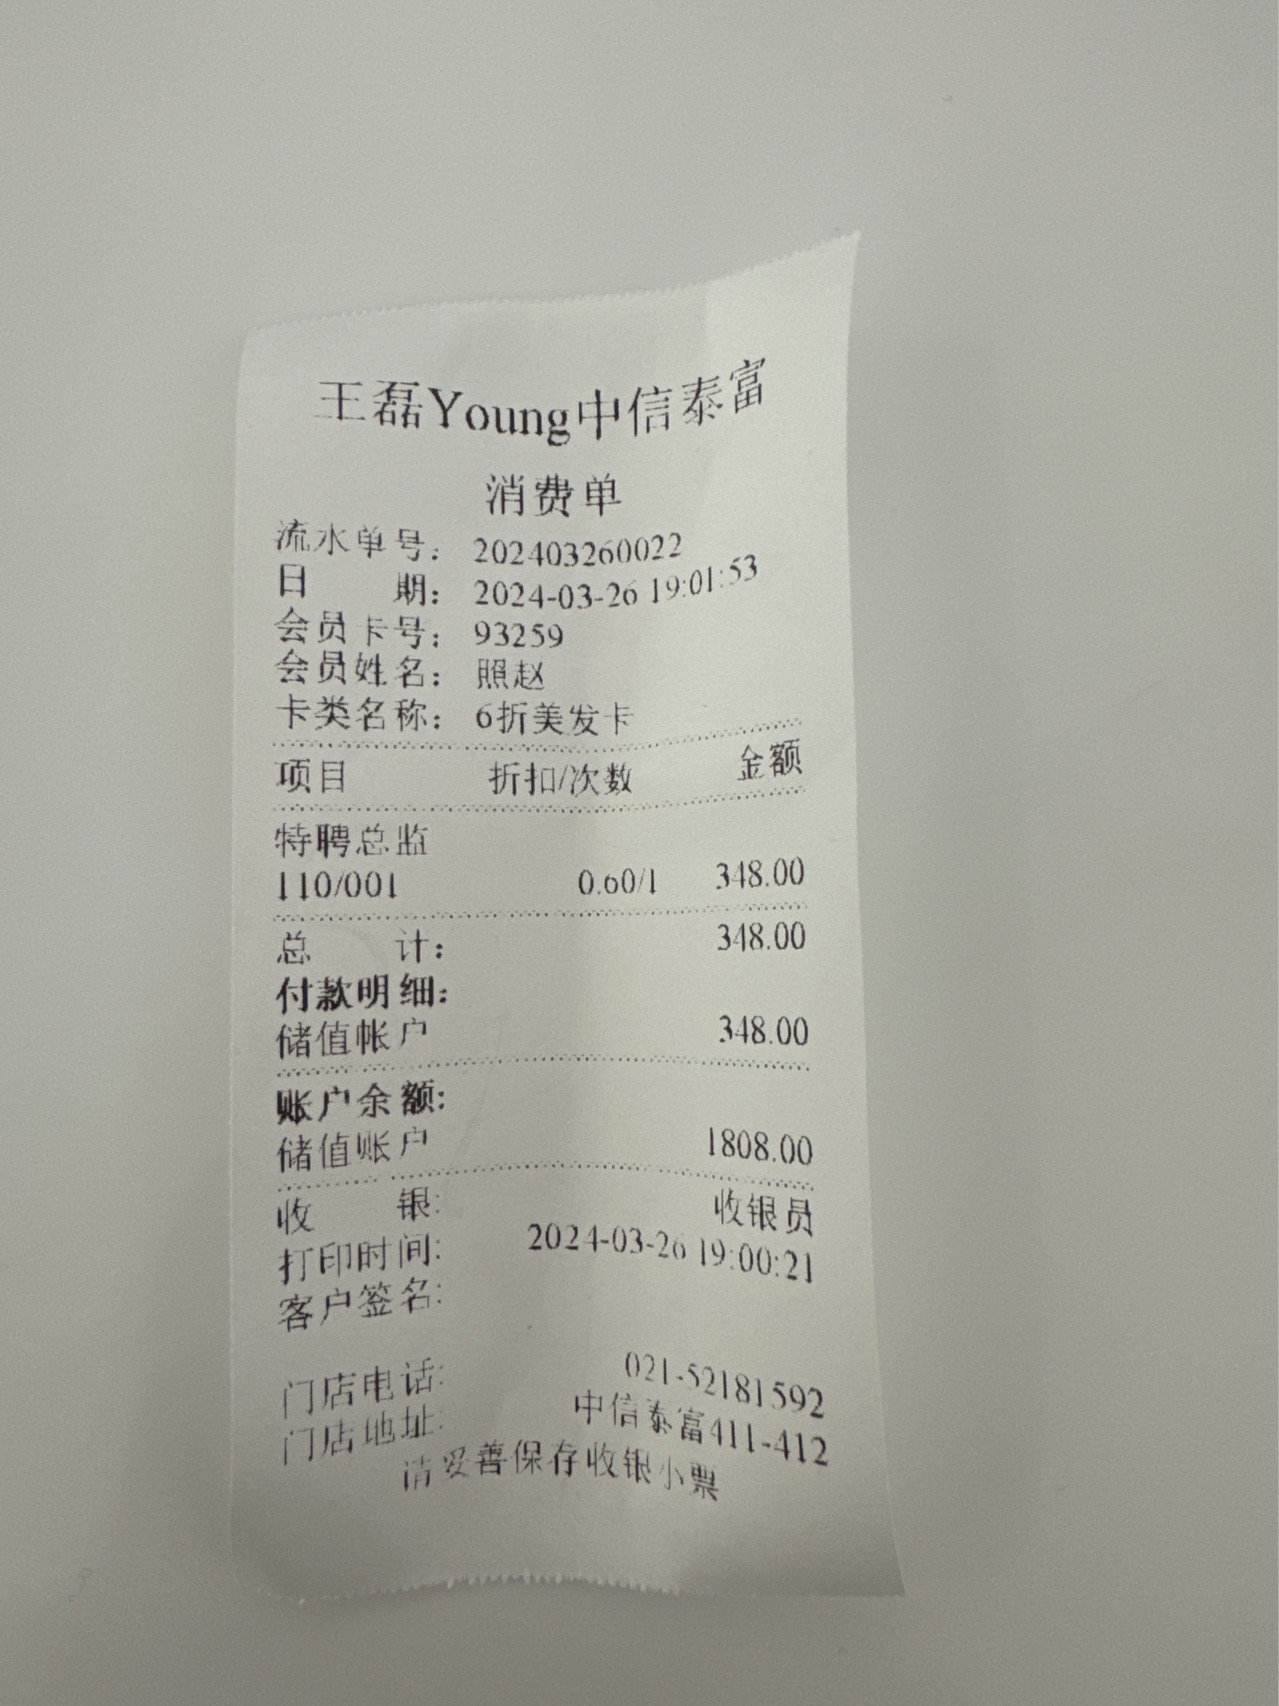 王磊Young中信泰富
消费单
流水单号： 202403260022
日 期： 2024-03-26 19:01:53
会员卡号： 93259
会员姓名： 照赵
卡类名称： 6折美发卡
项目 折扣/次数 金额
特聘总监
110/001 0.60/1 348.00
总 计： 348.00
付款明细：
储值帐户 348.00
账户余额:
储值账户 1808.00
收 银: 收银员
打印时间: 2024-03-26 19:00:21
客户签名:
门店电话: 021-52181592
门店地址: 中信泰富411-412
请妥善保存收银小票